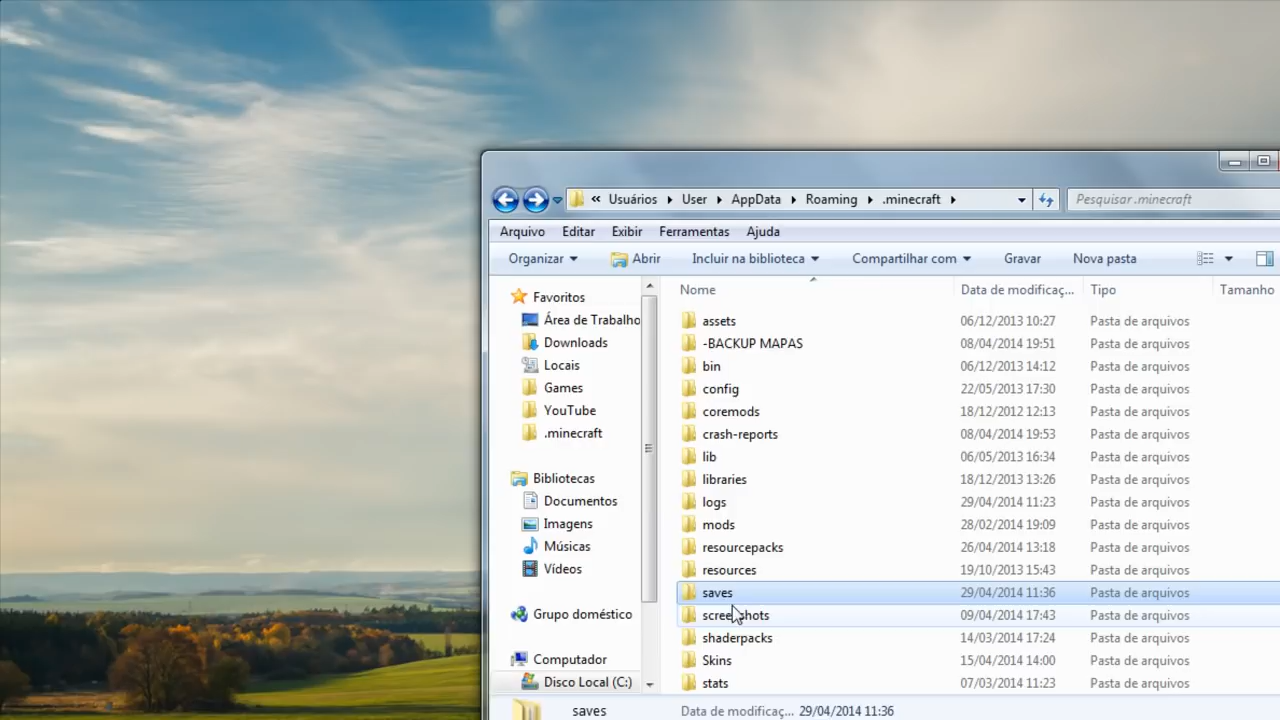 « Usuários ▸ User ▸ AppData ▸ Roaming ▸ .minecraft ▸ Pesquisar .minecraft
Arquivo Editar Exibir Ferramentas Ajuda
Organizar Abrir Incluir na biblioteca Compartilhar com Gravar Nova pasta
Nome Data de modificaç... Tipo Tamanho
Favoritos
Área de Trabalho
Downloads
Locais
Games
YouTube
.minecraft
Bibliotecas
Documentos
Imagens
Músicas
Vídeos
Grupo doméstico
Computador
Disco Local (C:)
assets 06/12/2013 10:27 Pasta de arquivos
-BACKUP MAPAS 08/04/2014 19:51 Pasta de arquivos
bin 06/12/2013 14:12 Pasta de arquivos
config 22/05/2013 17:30 Pasta de arquivos
coremods 18/12/2012 12:13 Pasta de arquivos
crash-reports 08/04/2014 19:53 Pasta de arquivos
lib 06/05/2013 16:34 Pasta de arquivos
libraries 18/12/2013 13:26 Pasta de arquivos
logs 29/04/2014 11:23 Pasta de arquivos
mods 28/02/2014 19:09 Pasta de arquivos
resourcepacks 26/04/2014 13:18 Pasta de arquivos
resources 19/10/2013 15:43 Pasta de arquivos
saves 29/04/2014 11:36 Pasta de arquivos
screenshots 09/04/2014 17:43 Pasta de arquivos
shaderpacks 14/03/2014 17:24 Pasta de arquivos
Skins 15/04/2014 14:00 Pasta de arquivos
stats 07/03/2014 11:23 Pasta de arquivos
saves Data de modificaç... 29/04/2014 11:36